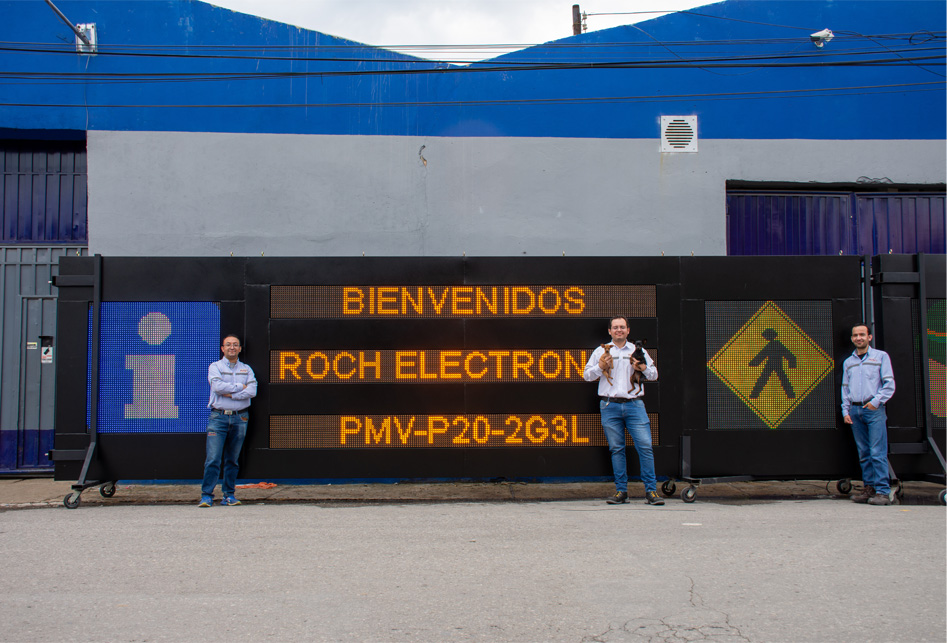 BIENVENIDOS
i
ROCH ELECTRON
PMV-P20-2G3L